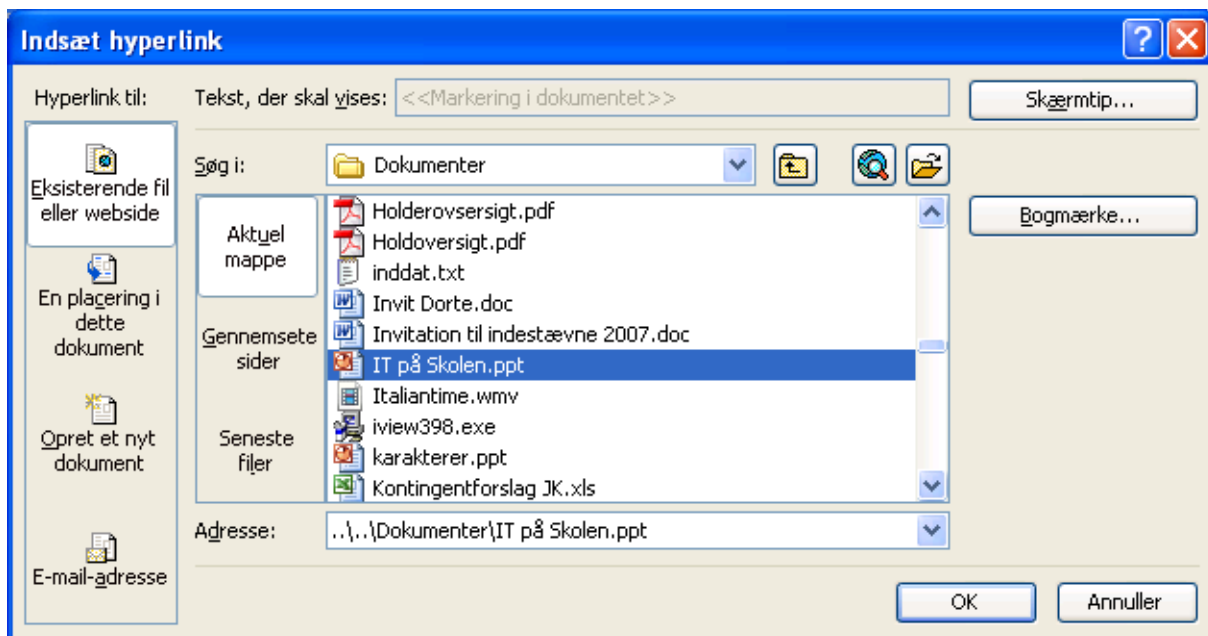 Indsæt hyperlink
Hyperlink til:
Tekst, der skal vises:
<<Markering i dokumentet>>
Skærmtip...
Eksisterende fil
eller webside
En placering i
dette
dokument
Opret et nyt
dokument
E-mail-adresse
Søg i:
Dokumenter
Bogmærke...
Aktuel
mappe
Gennemsete
sider
Seneste
filer
Holderovsersigt.pdf
Holdoversigt.pdf
inddat.txt
Invit Dorte.doc
Invitation til indestævne 2007.doc
IT på Skolen.ppt
Italiantime.wmv
iview398.exe
karakterer.ppt
Kontingentforslag JK.xls
Adresse:
..\..\Dokumenter\IT på Skolen.ppt
OK
Annuller